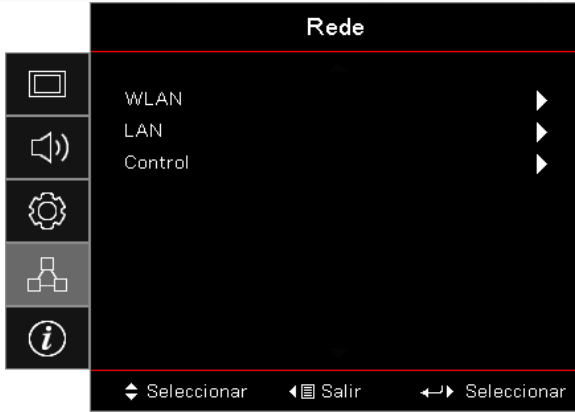 Rede
WLAN
LAN
Control
Seleccionar Salir Seleccionar